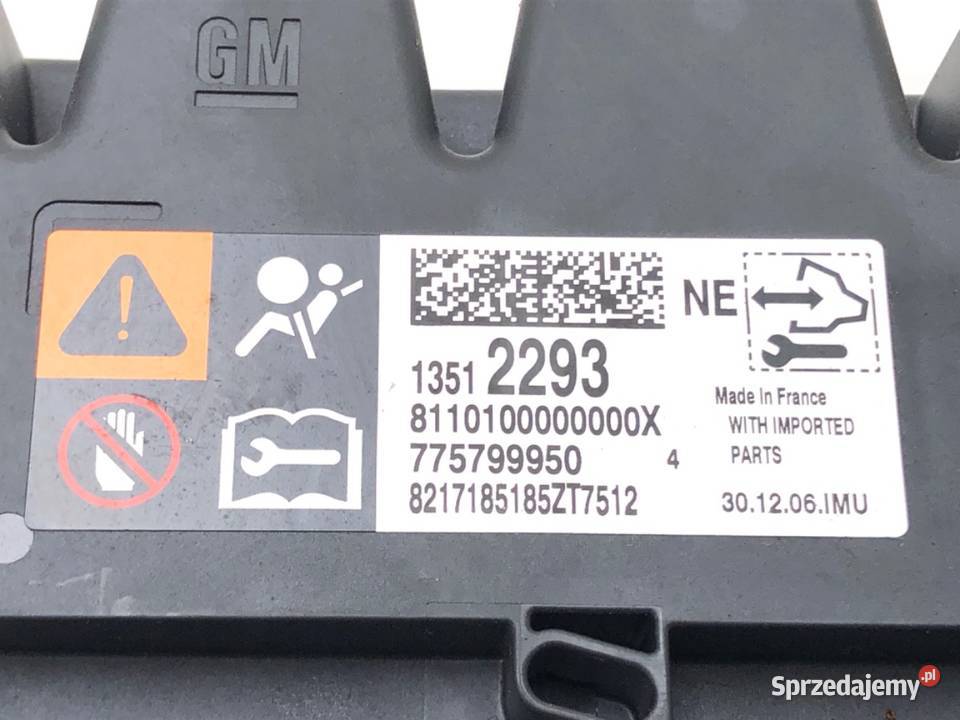 GM
NE
1351 2293
8110100000000X
775799950 4
8217185185ZT7512
Made In France
WITH IMPORTED
PARTS
30.12.06.IMU
Sprzedajemy.pl